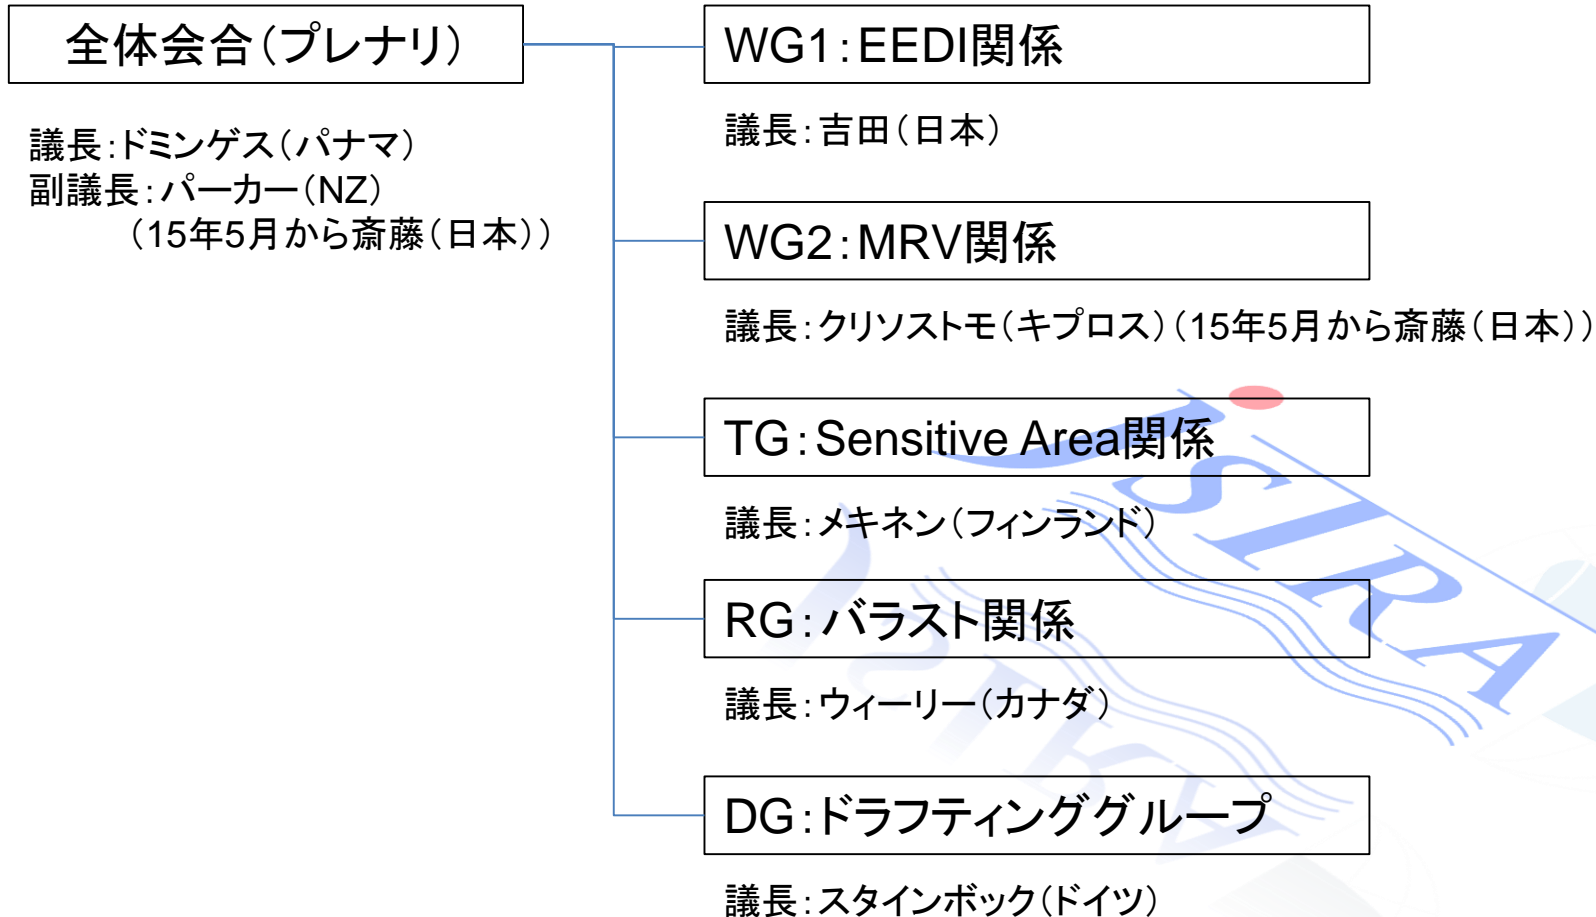 全体会合（プレナリ）
議長：ドミンゲス（パナマ）
副議長：パーカー（NZ）
（15年5月から斎藤（日本））
WG1：EEDI関係
議長：吉田（日本）
WG2：MRV関係
議長：クリソストモ（キプロス）（15年5月から斎藤（日本））
TG：Sensitive Area関係
議長：メキネン（フィンランド）
RG：バラスト関係
議長：ウィーリー（カナダ）
DG：ドラフティンググループ
議長：スタインボック（ドイツ）
JSTRA